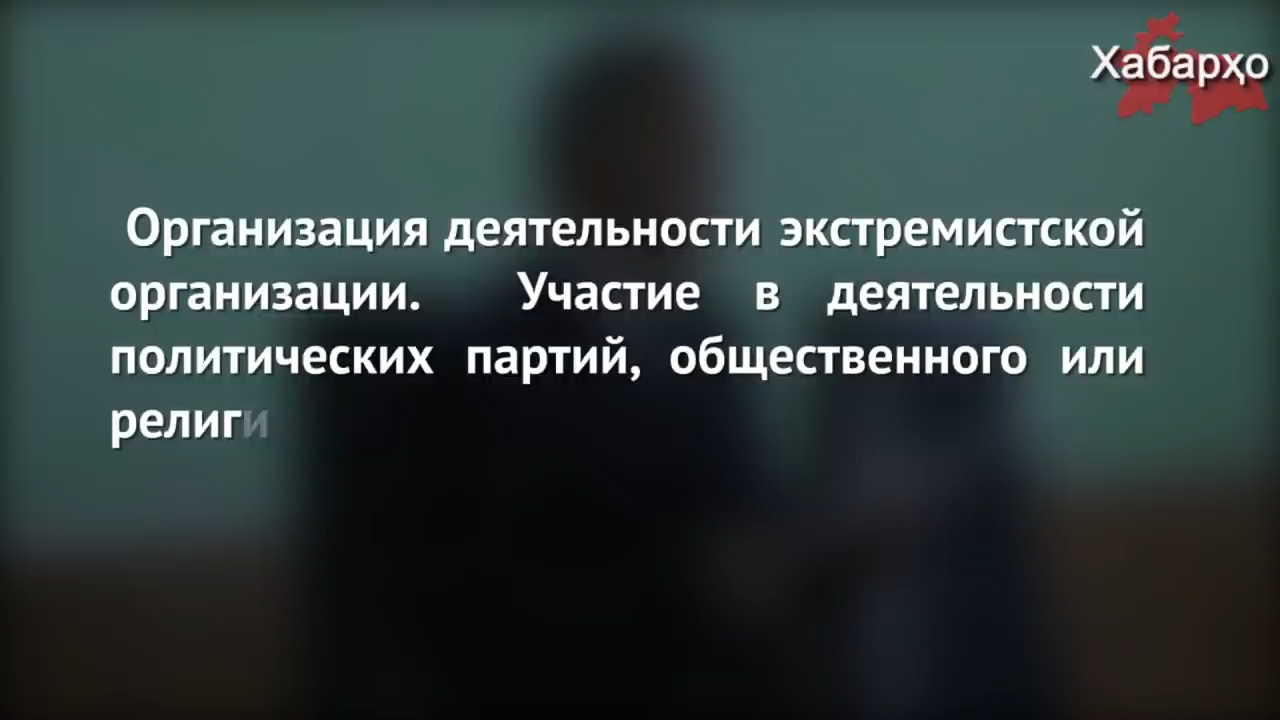 Хабарҳо
Организация деятельности экстремистской
организации. Участие в деятельности
политических партий, общественного или
религи